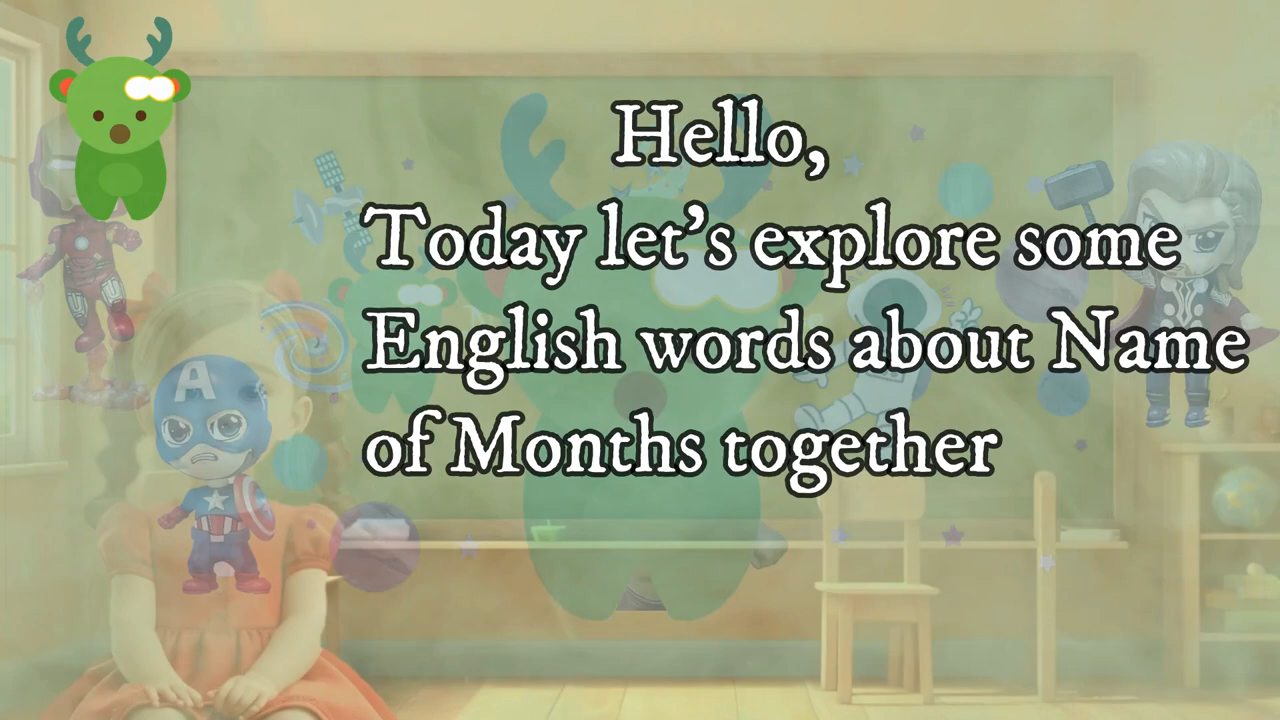 Hello,
Today let's explore some
English words about Name
of Months together
A